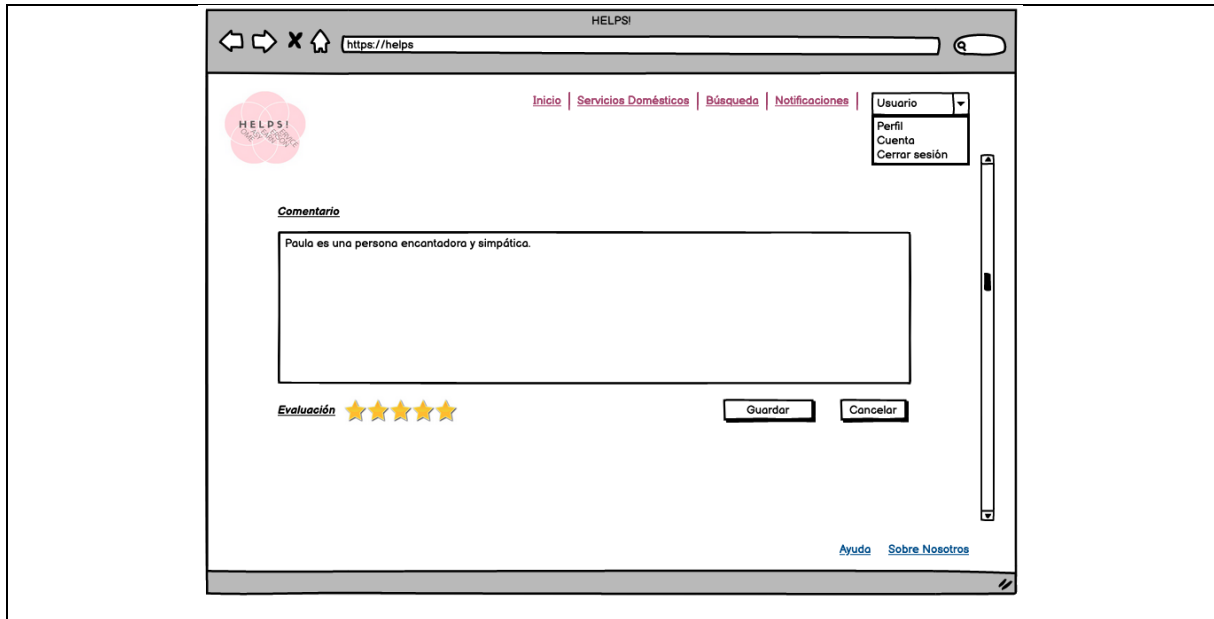 HELPS!
https://helps
HELPS!
Inicio | Servicios Domésticos | Búsqueda | Notificaciones |
Usuario
Perfil
Cuenta
Cerrar sesión
Comentario
Paula es una persona encantadora y simpática.
Evaluación
Guardar
Cancelar
Ayuda
Sobre Nosotros